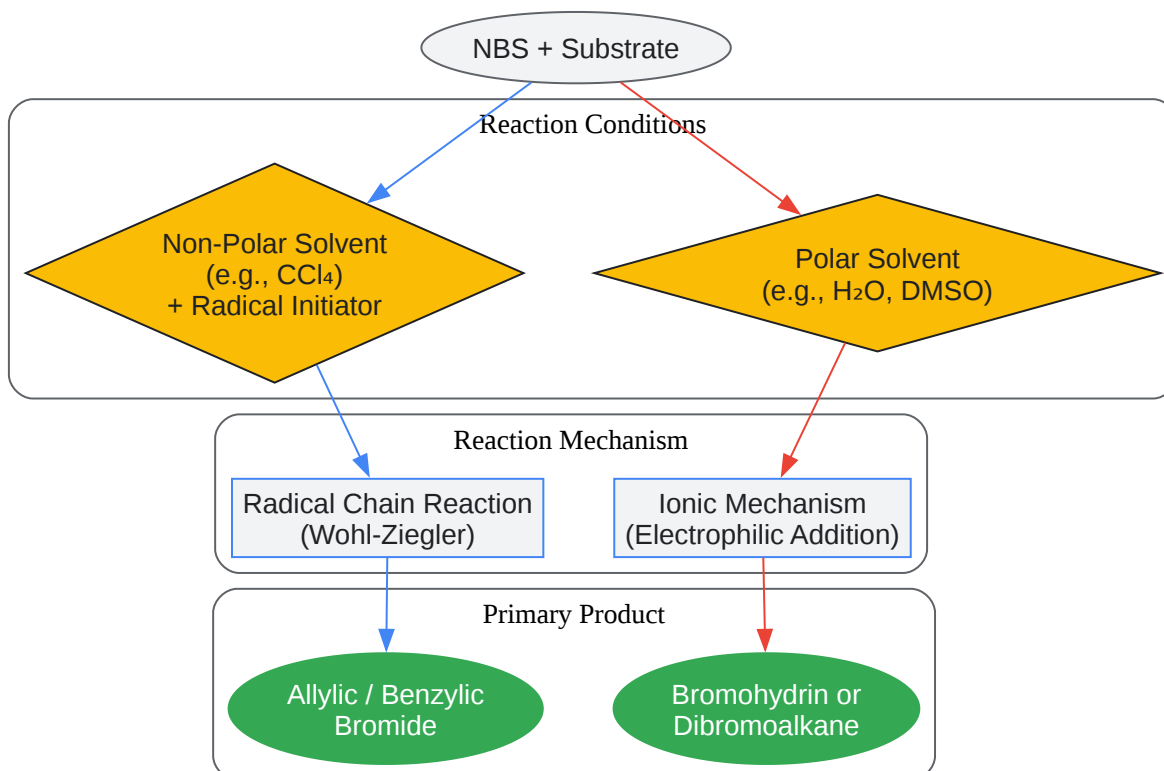 NBS + Substrate
Reaction Conditions
Non-Polar Solvent
(e.g., CCl₄)
+ Radical Initiator
Polar Solvent
(e.g., H₂O, DMSO)
Reaction Mechanism
Radical Chain Reaction
(Wohl-Ziegler)
Ionic Mechanism
(Electrophilic Addition)
Primary Product
Allylic / Benzylic
Bromide
Bromohydrin or
Dibromoalkane